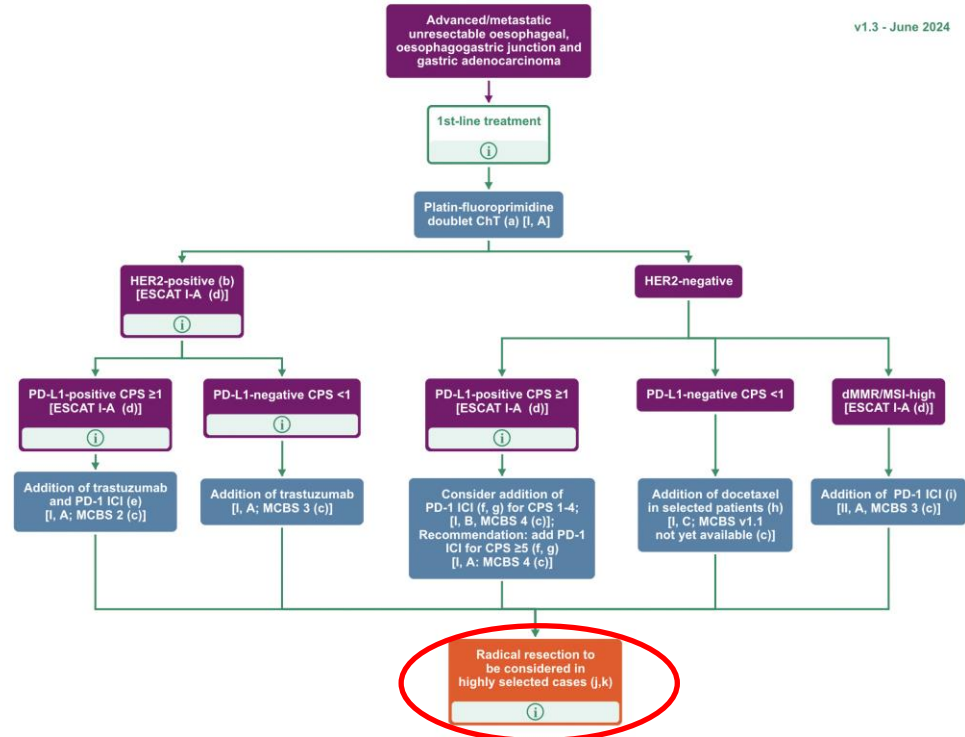 Advanced/metastatic
unresectable oesophageal,
oesophagogastric junction and
gastric adenocarcinoma
v1.3 - June 2024
1st-line treatment
i
Platin-fluoroprimidine
doublet ChT (a) [I, A]
HER2-positive (b)
[ESCAT I-A (d)]
i
HER2-negative
PD-L1-positive CPS ≥1
[ESCAT I-A (d)]
i
PD-L1-negative CPS <1
i
PD-L1-positive CPS ≥1
[ESCAT I-A (d)]
i
PD-L1-negative CPS <1
dMMR/MSI-high
[ESCAT I-A (d)]
Addition of trastuzumab
and PD-1 ICI (e)
[I, A; MCBS 2 (c)]
Addition of trastuzumab
[I, A; MCBS 3 (c)]
Consider addition of
PD-1 ICI (f, g) for CPS 1-4;
[I, B, MCBS 4 (c)];
Recommendation: add PD-1
ICI for CPS ≥5 (f, g)
[I, A: MCBS 4 (c)]
Addition of docetaxel
in selected patients (h)
[I, C; MCBS v1.1
not yet available (c)]
Addition of PD-1 ICI (i)
[II, A, MCBS 3 (c)]
Radical resection to
be considered in
highly selected cases (j,k)
i